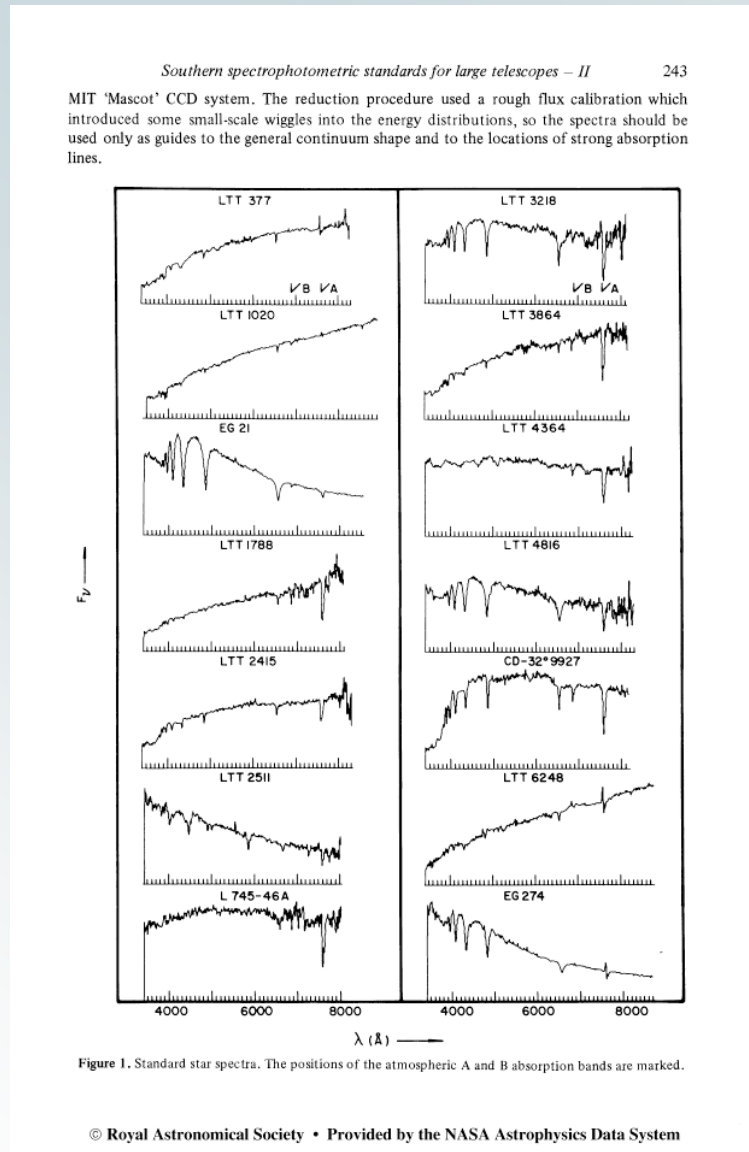 Southern spectrophotometric standards for large telescopes – II 243
MIT ‘Mascot’ CCD system. The reduction procedure used a rough flux calibration which
introduced some small-scale wiggles into the energy distributions, so the spectra should be
used only as guides to the general continuum shape and to the locations of strong absorption
lines.
LTT 377
B A
LTT 1020
EG 21
LTT 1788
LTT 2415
LTT 2511
L 745-46A
4000 6000 8000
LTT 3218
B A
LTT 3864
LTT 4364
LTT 4816
CD-32° 9927
LTT 6248
EG 274
4000 6000 8000
Fν
λ (Å)
Figure 1. Standard star spectra. The positions of the atmospheric A and B absorption bands are marked.
© Royal Astronomical Society • Provided by the NASA Astrophysics Data System